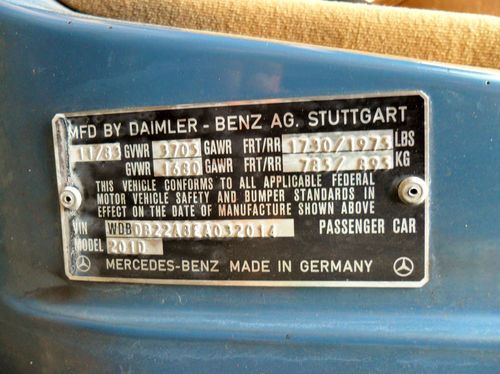 MFD BY DAIMLER - BENZ AG. STUTTGART
11/83 GVWR 3703 GAWR FRT/RR 1730/1973 LBS
GVWR 1680 GAWR FRT/RR 785/895 KG
THIS VEHICLE CONFORMS TO ALL APPLICABLE FEDERAL
MOTOR VEHICLE SAFETY AND BUMPER STANDARDS IN
EFFECT ON THE DATE OF MANUFACTURE SHOWN ABOVE
VIN PASSENGER CAR
MODEL 201D
MERCEDES-BENZ MADE IN GERMANY